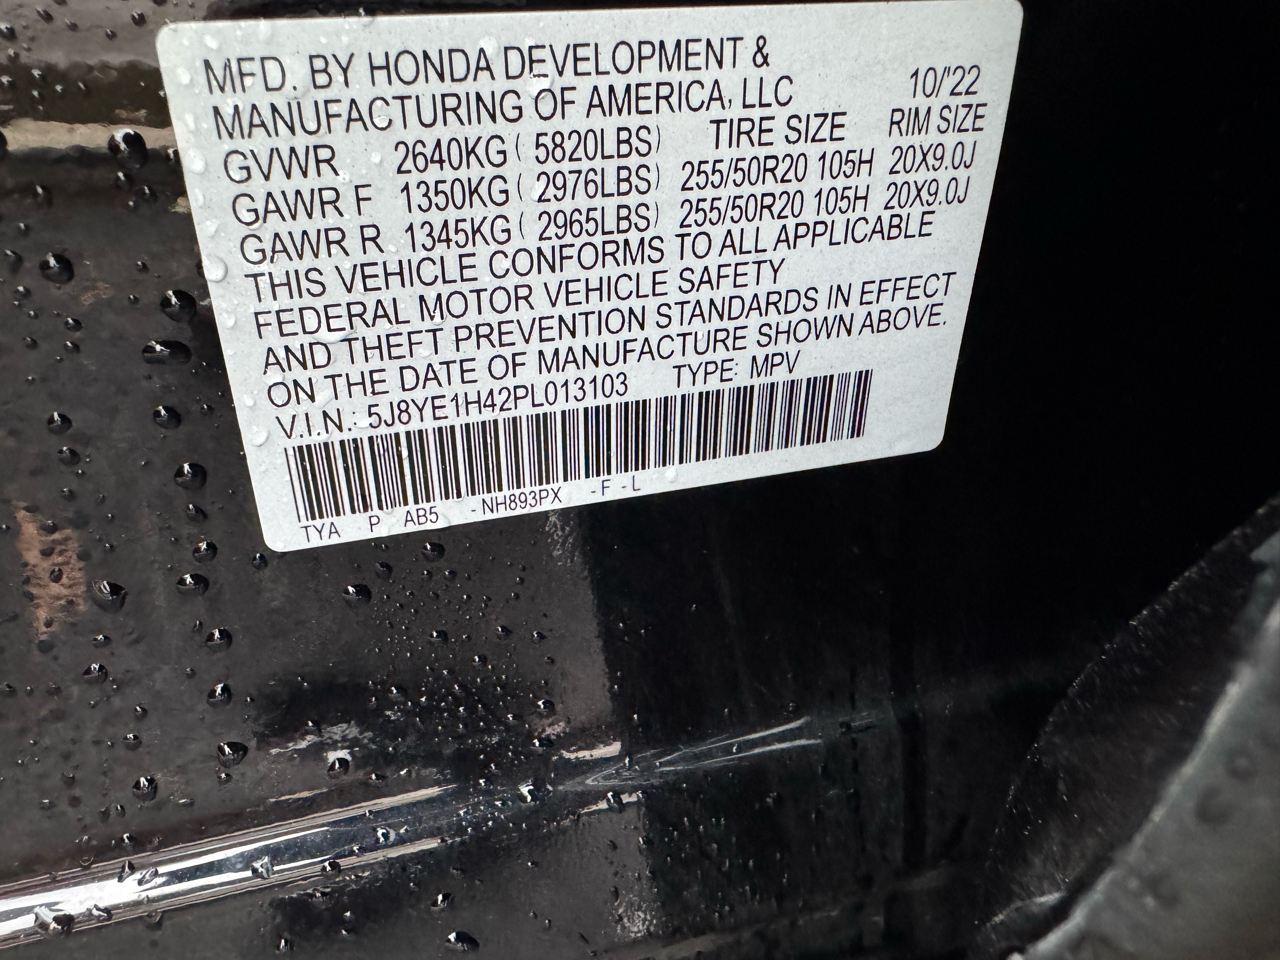 MFD. BY HONDA DEVELOPMENT &
MANUFACTURING OF AMERICA, LLC 10/'22
GVWR 2640KG ( 5820LBS) TIRE SIZE RIM SIZE
GAWR F 1350KG ( 2976LBS) 255/50R20 105H 20X9.0J
GAWR R 1345KG ( 2965LBS) 255/50R20 105H 20X9.0J
THIS VEHICLE CONFORMS TO ALL APPLICABLE
FEDERAL MOTOR VEHICLE SAFETY
AND THEFT PREVENTION STANDARDS IN EFFECT
ON THE DATE OF MANUFACTURE SHOWN ABOVE.
V.I.N.: 5J8YE1H42PL013103 TYPE: MPV
TYA P AB5 -NH893PX -F -L